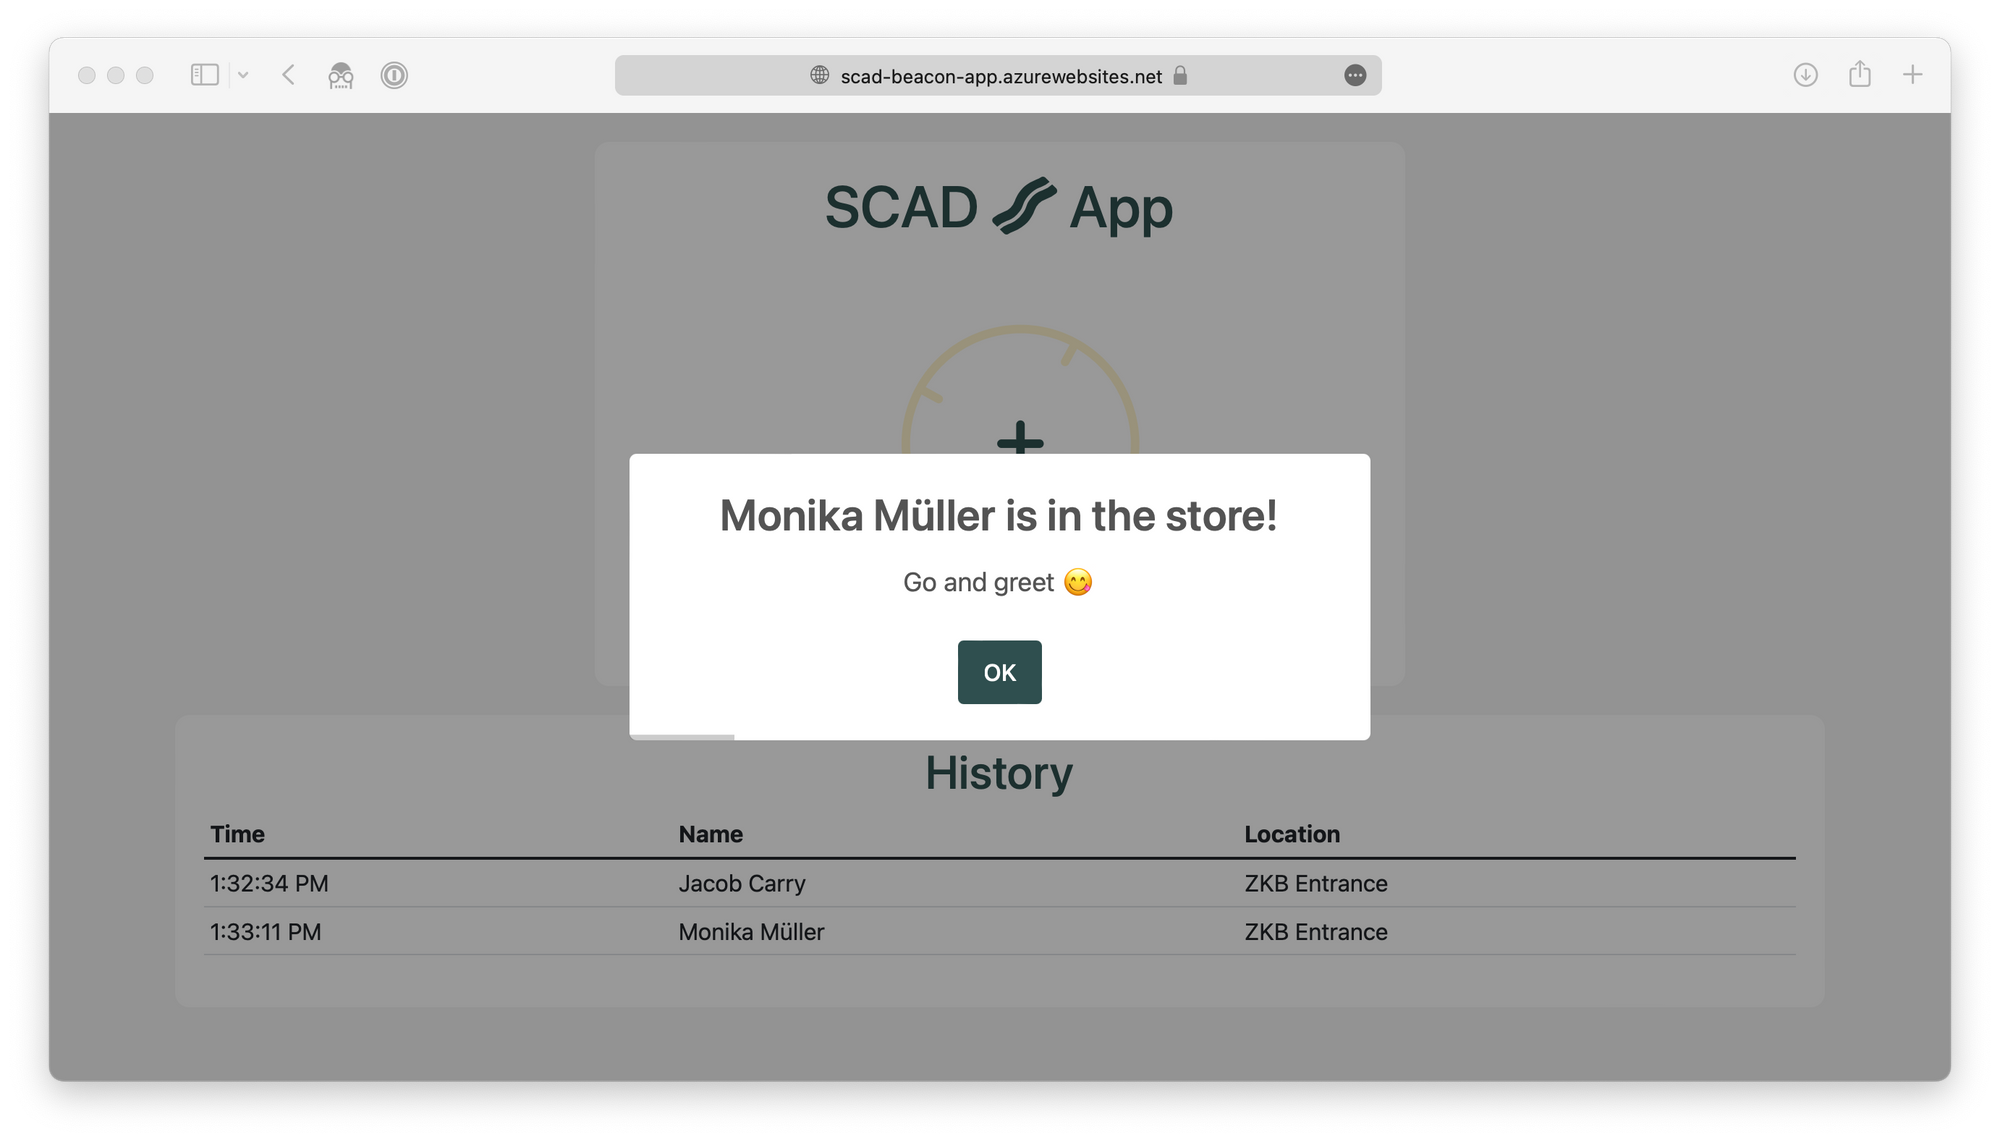 scad-beacon-app.azurewebsites.net
SCAD App
Monika Müller is in the store!
Go and greet 😋
OK
History
Time Name Location
1:32:34 PM Jacob Carry ZKB Entrance
1:33:11 PM Monika Müller ZKB Entrance